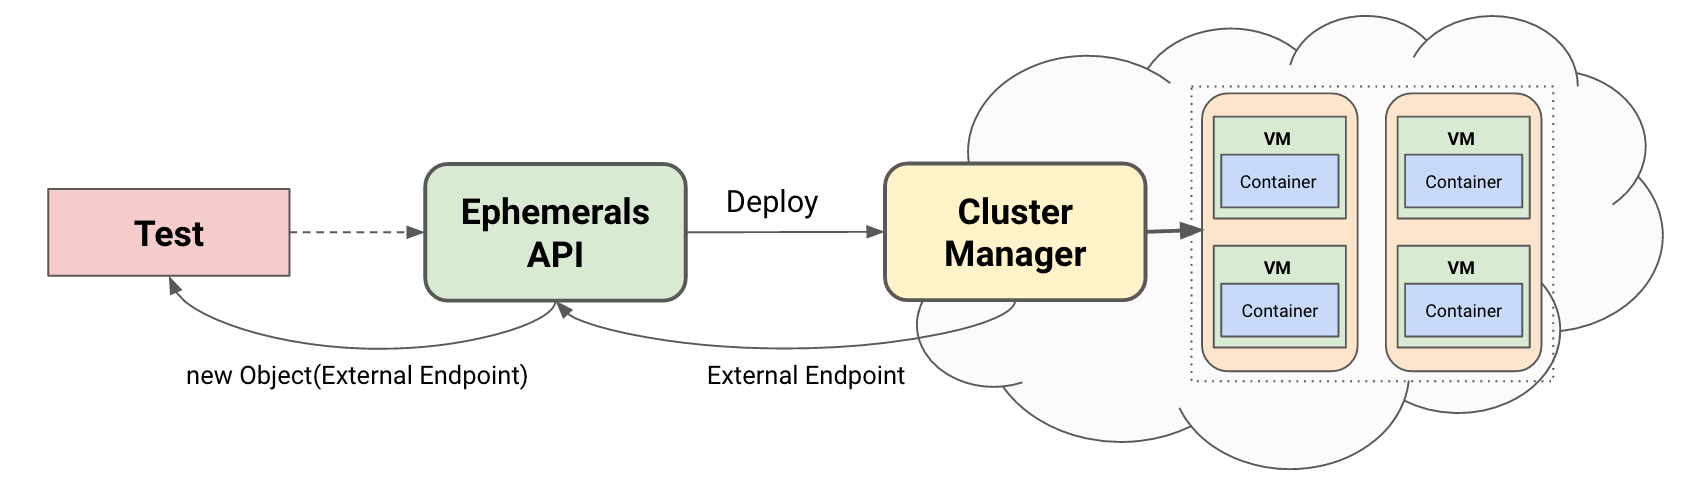 Test
Ephemerals
API
Deploy
Cluster
Manager
VM
Container
VM
Container
VM
Container
VM
Container
new Object(External Endpoint)
External Endpoint